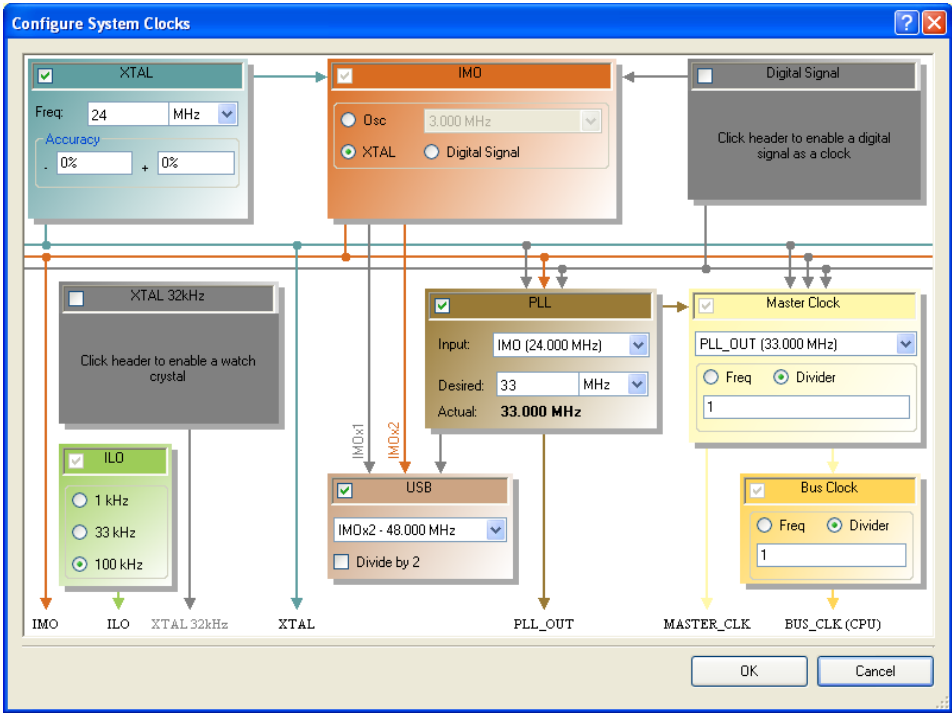 Configure System Clocks
XTAL
Freq: 24 MHz
Accuracy
- 0% + 0%
IMO
Osc 3.000 MHz
XTAL Digital Signal
Digital Signal
Click header to enable a digital
signal as a clock
XTAL 32kHz
Click header to enable a watch
crystal
PLL
Input: IMO (24.000 MHz)
Desired: 33 MHz
Actual: 33.000 MHz
Master Clock
PLL_OUT (33.000 MHz)
Freq Divider
1
IMOx1
IMOx2
ILO
1 kHz
33 kHz
100 kHz
USB
IMOx2 - 48.000 MHz
Divide by 2
Bus Clock
Freq Divider
1
IMO ILO XTAL 32kHz XTAL PLL_OUT MASTER_CLK BUS_CLK (CPU)
OK Cancel